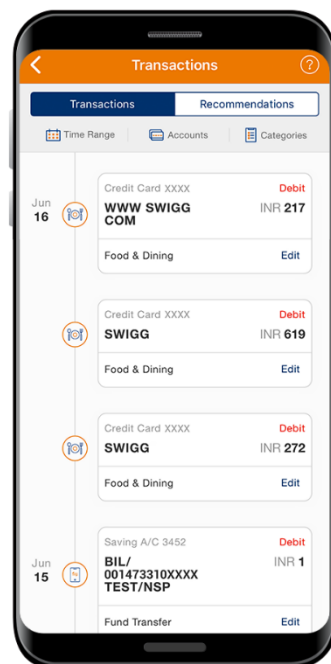 Transactions
?
Transactions
Recommendations
Time Range
Accounts
Categories
Jun
16
Credit Card XXXX
Debit
WWW SWIGG
COM
INR 217
Food & Dining
Edit
Credit Card XXXX
Debit
SWIGG
INR 619
Food & Dining
Edit
Credit Card XXXX
Debit
SWIGG
INR 272
Food & Dining
Edit
Jun
15
Saving A/C 3452
Debit
BIL/
001473310XXXX
TEST/NSP
INR 1
Fund Transfer
Edit